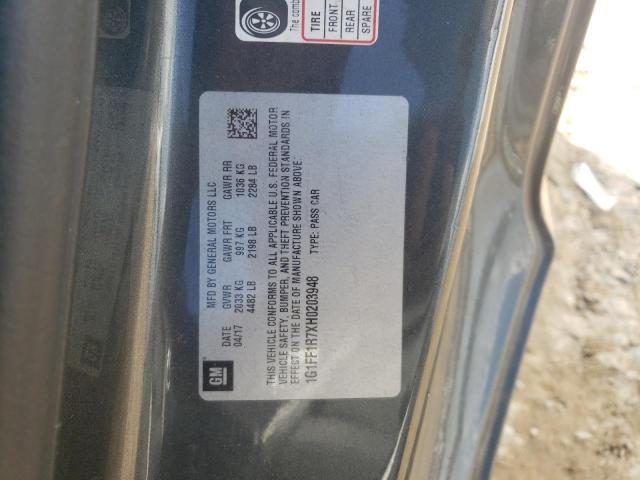 The comb
TIRE
FRONT
REAR
SPARE
MFD BY GENERAL MOTORS LLC
DATE GVWR GAWR FRT GAWR RR
04/17 2033 KG 997 KG 1036 KG
4482 LB 2198 LB 2284 LB
THIS VEHICLE CONFORMS TO ALL APPLICABLE U.S. FEDERAL MOTOR
VEHICLE SAFETY, BUMPER, AND THEFT PREVENTION STANDARDS IN
EFFECT ON THE DATE OF MANUFACTURE SHOWN ABOVE.
1G1FF1R7XH0203948 TYPE: PASS CAR
GM